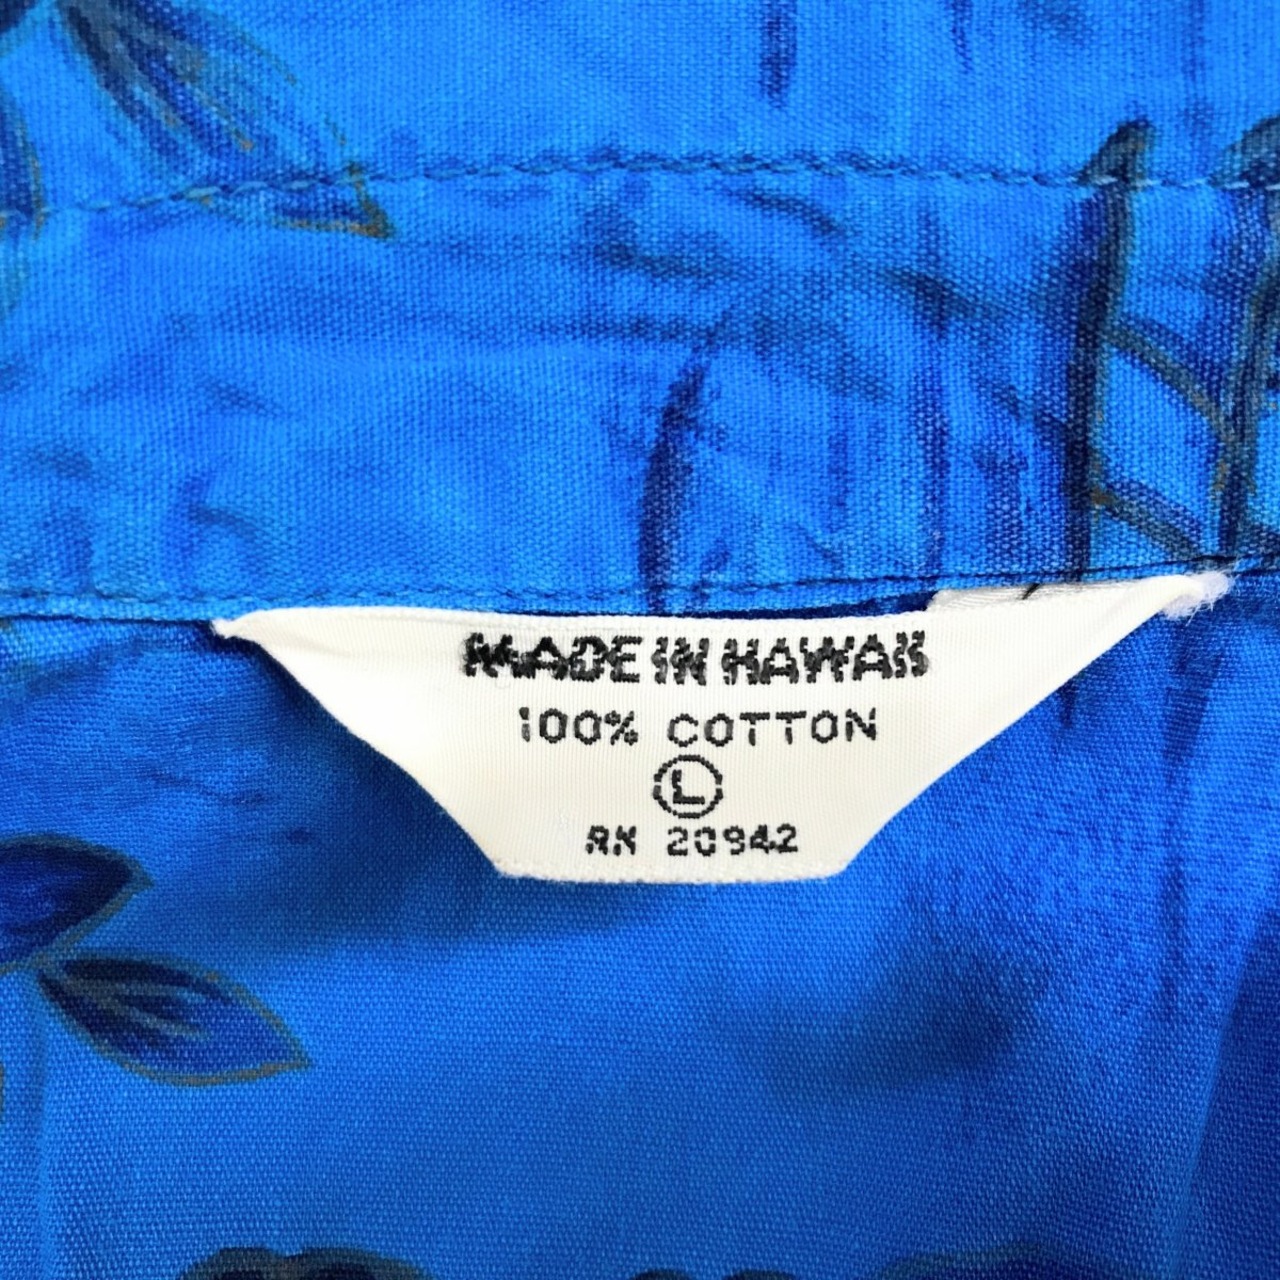 MADE IN HAWAII
100% COTTON
L
RN 20942